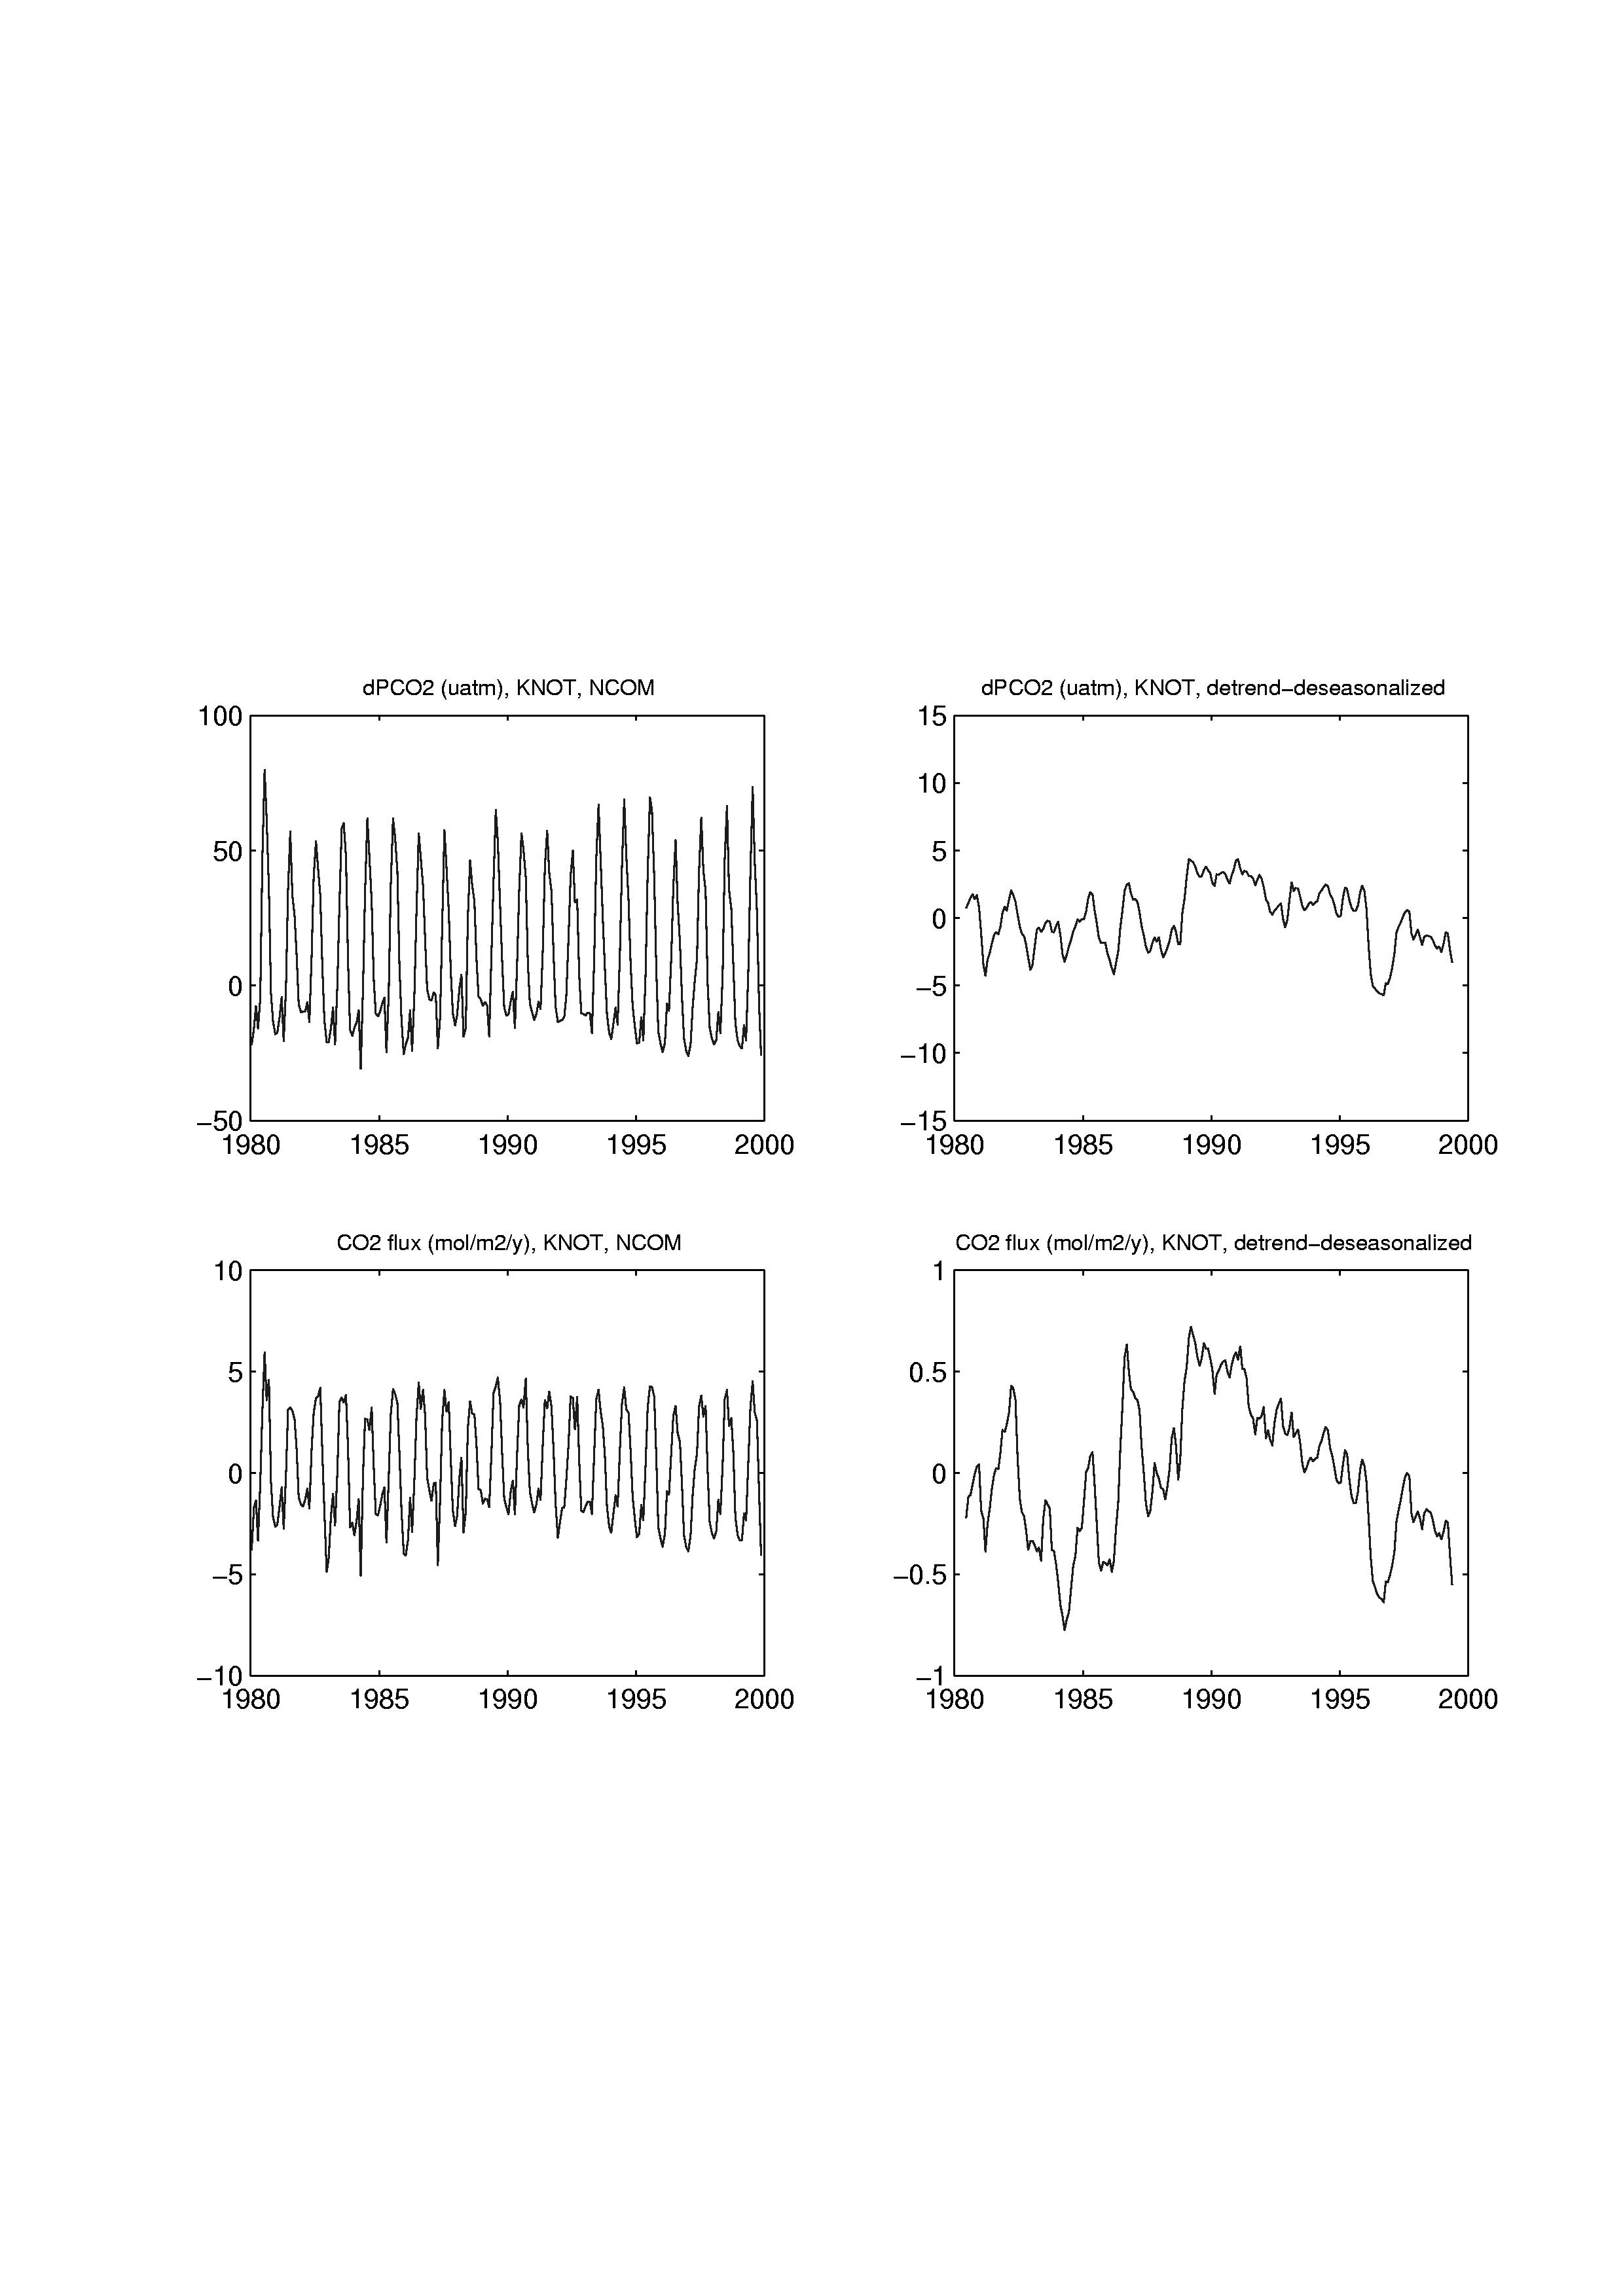 dPCO2 (uatm), KNOT, NCOM
100
50
0
−50
1980 1985 1990 1995 2000
dPCO2 (uatm), KNOT, detrend−deseasonalized
15
10
5
0
−5
−10
−15
1980 1985 1990 1995 2000
CO2 flux (mol/m2/y), KNOT, NCOM
10
5
0
−5
−10
1980 1985 1990 1995 2000
CO2 flux (mol/m2/y), KNOT, detrend−deseasonalized
1
0.5
0
−0.5
−1
1980 1985 1990 1995 2000